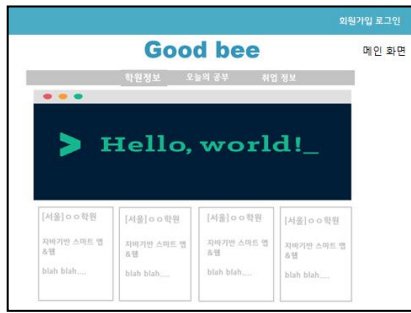 회원가입 로그인
Good bee
메인 화면
학원정보 오늘의 공부 취업 정보
> Hello, world!_
[서울]ㅇㅇ학원
자바기반 스마트 앱
&웹
blah blah....
[서울]ㅇㅇ학원
자바기반 스마트 앱
&웹
blah blah....
[서울]ㅇㅇ학원
자바기반 스마트 앱
&웹
blah blah....
[서울]ㅇㅇ학원
자바기반 스마트 앱
&웹
blah blah....